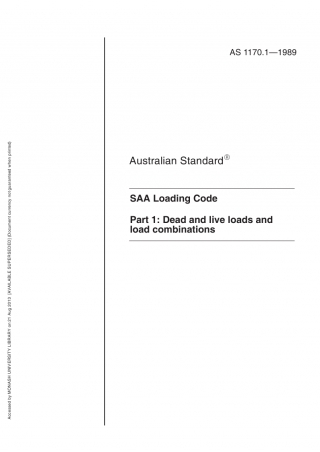 AS 1170.1—1989
Australian Standard®
SAA Loading Code
Part 1: Dead and live loads and
load combinations
Accessed by MONASH UNIVERSITY LIBRARY on 21 Aug 2013 [AVAILABLE SUPERSEDED] (Document currency not guaranteed when printed)